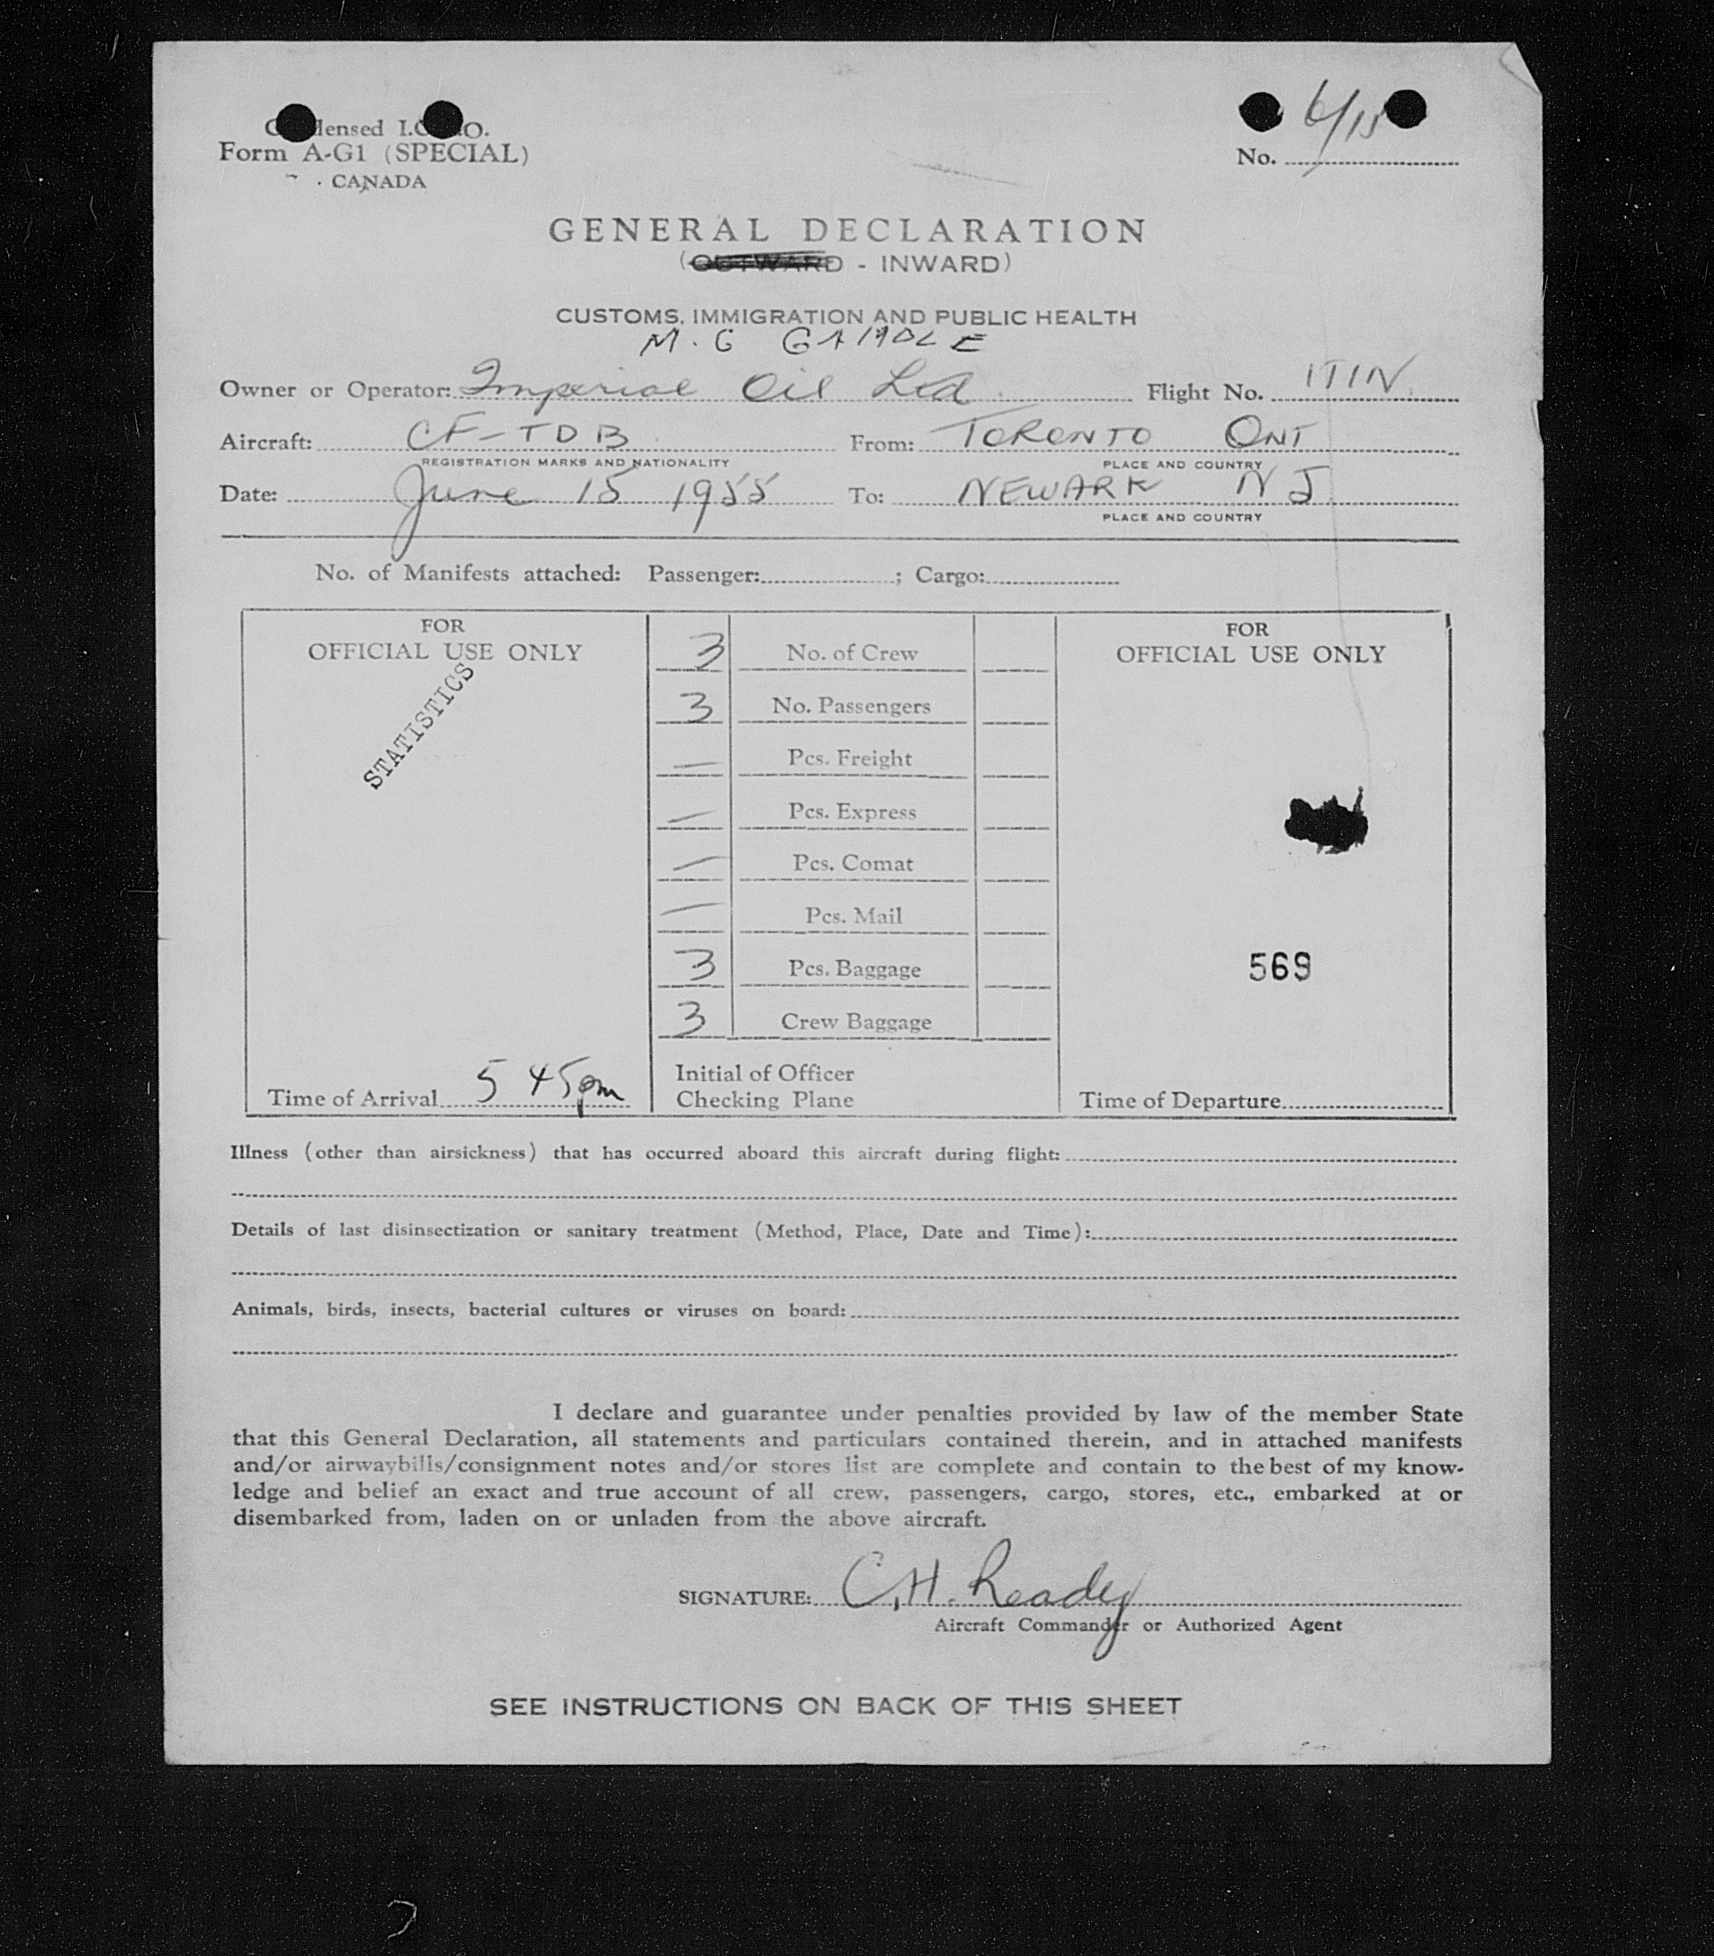 Form A-G1 (SPECIAL)
CANADA
No. 6/15
GENERAL DECLARATION
(OUTWARD - INWARD)
CUSTOMS, IMMIGRATION AND PUBLIC HEALTH
M. G
Owner or Operator: Imperial Oil Ltd Flight No. ITIN
Aircraft: CF-TDB From: TORONTO ONT
REGISTRATION MARKS AND NATIONALITY PLACE AND COUNTRY
Date: June 15 1955 To: NEWARK NJ
PLACE AND COUNTRY
No. of Manifests attached: Passenger: ; Cargo:
FOR
OFFICIAL USE ONLY
STATISTICS
Time of Arrival 5 45pm
3 No. of Crew
3 No. Passengers
— Pcs. Freight
— Pcs. Express
— Pcs. Comat
— Pcs. Mail
3 Pcs. Baggage
3 Crew Baggage
Initial of Officer
Checking Plane
FOR
OFFICIAL USE ONLY
569
Time of Departure
Illness (other than airsickness) that has occurred aboard this aircraft during flight:
Details of last disinsectization or sanitary treatment (Method, Place, Date and Time):
Animals, birds, insects, bacterial cultures or viruses on board:
I declare and guarantee under penalties provided by law of the member State
that this General Declaration, all statements and particulars contained therein, and in attached manifests
and/or airwaybills/consignment notes and/or stores list are complete and contain to the best of my know-
ledge and belief an exact and true account of all crew, passengers, cargo, stores, etc., embarked at or
disembarked from, laden on or unladen from the above aircraft.
SIGNATURE: C.H. Ready
Aircraft Commander or Authorized Agent
SEE INSTRUCTIONS ON BACK OF THIS SHEET